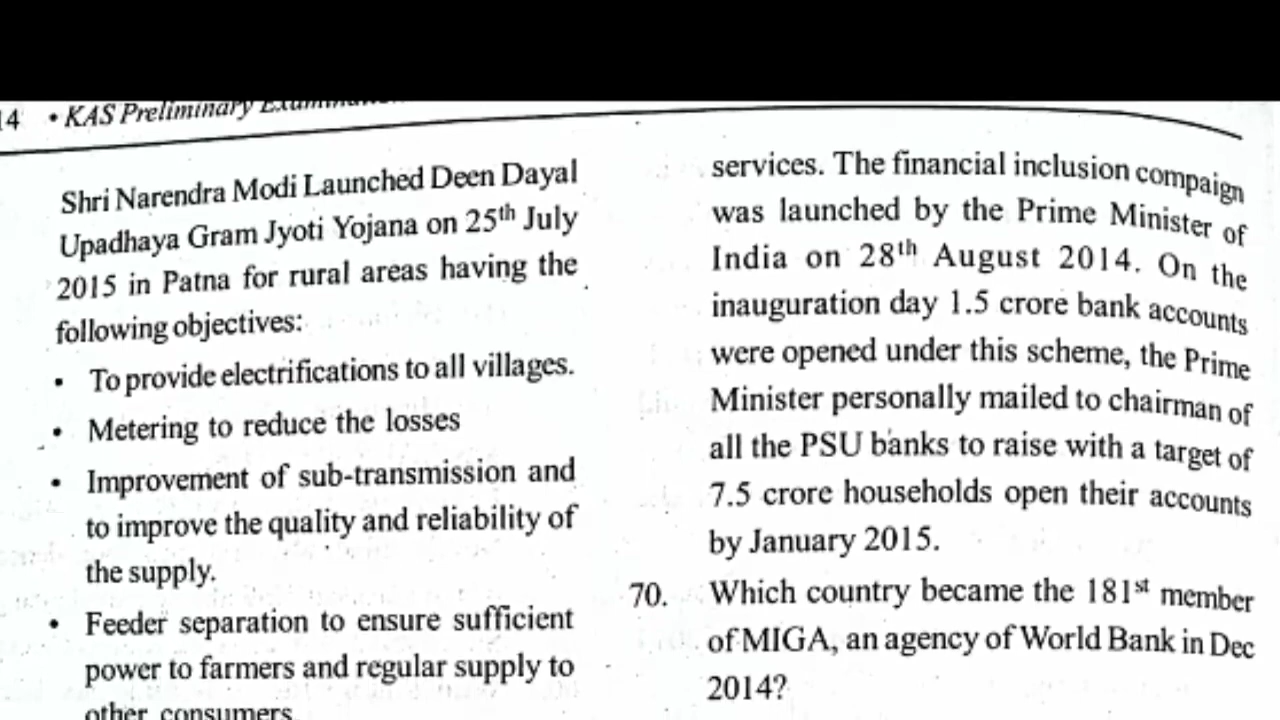 14 • KAS Preliminary
Shri Narendra Modi Launched Deen Dayal
Upadhaya Gram Jyoti Yojana on 25th July
2015 in Patna for rural areas having the
following objectives:
• To provide electrifications to all villages.
• Metering to reduce the losses
• Improvement of sub-transmission and
to improve the quality and reliability of
the supply.
• Feeder separation to ensure sufficient
power to farmers and regular supply to
other consumers.
services. The financial inclusion compaign
was launched by the Prime Minister of
India on 28th August 2014. On the
inauguration day 1.5 crore bank accounts
were opened under this scheme, the Prime
Minister personally mailed to chairman of
all the PSU banks to raise with a target of
7.5 crore households open their accounts
by January 2015.
70. Which country became the 181st member
of MIGA, an agency of World Bank in Dec
2014?